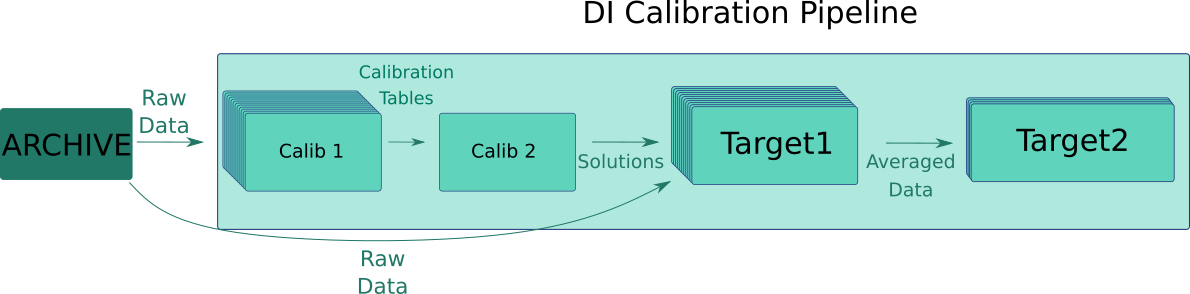 DI Calibration Pipeline
Raw
Data
ARCHIVE
Calib 1
Calibration
Tables
Calib 2
Solutions
Target1
Averaged
Data
Target2
Raw
Data